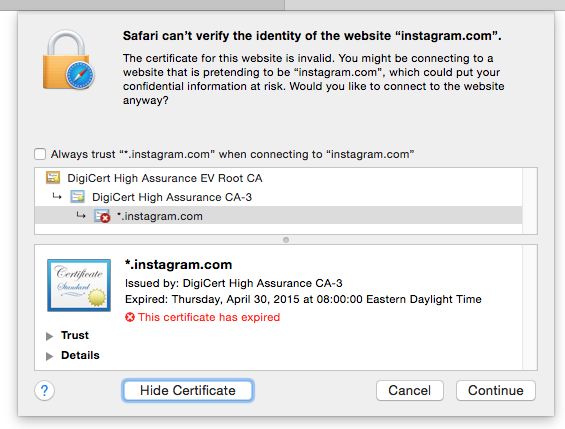 Safari can't verify the identity of the website “instagram.com”.
The certificate for this website is invalid. You might be connecting to a
website that is pretending to be “instagram.com”, which could put your
confidential information at risk. Would you like to connect to the website
anyway?
Always trust “*.instagram.com” when connecting to “instagram.com”
DigiCert High Assurance EV Root CA
DigiCert High Assurance CA-3
*.instagram.com
Certificate
Standard
*.instagram.com
Issued by: DigiCert High Assurance CA-3
Expired: Thursday, April 30, 2015 at 08:00:00 Eastern Daylight Time
This certificate has expired
Trust
Details
? Hide Certificate Cancel Continue